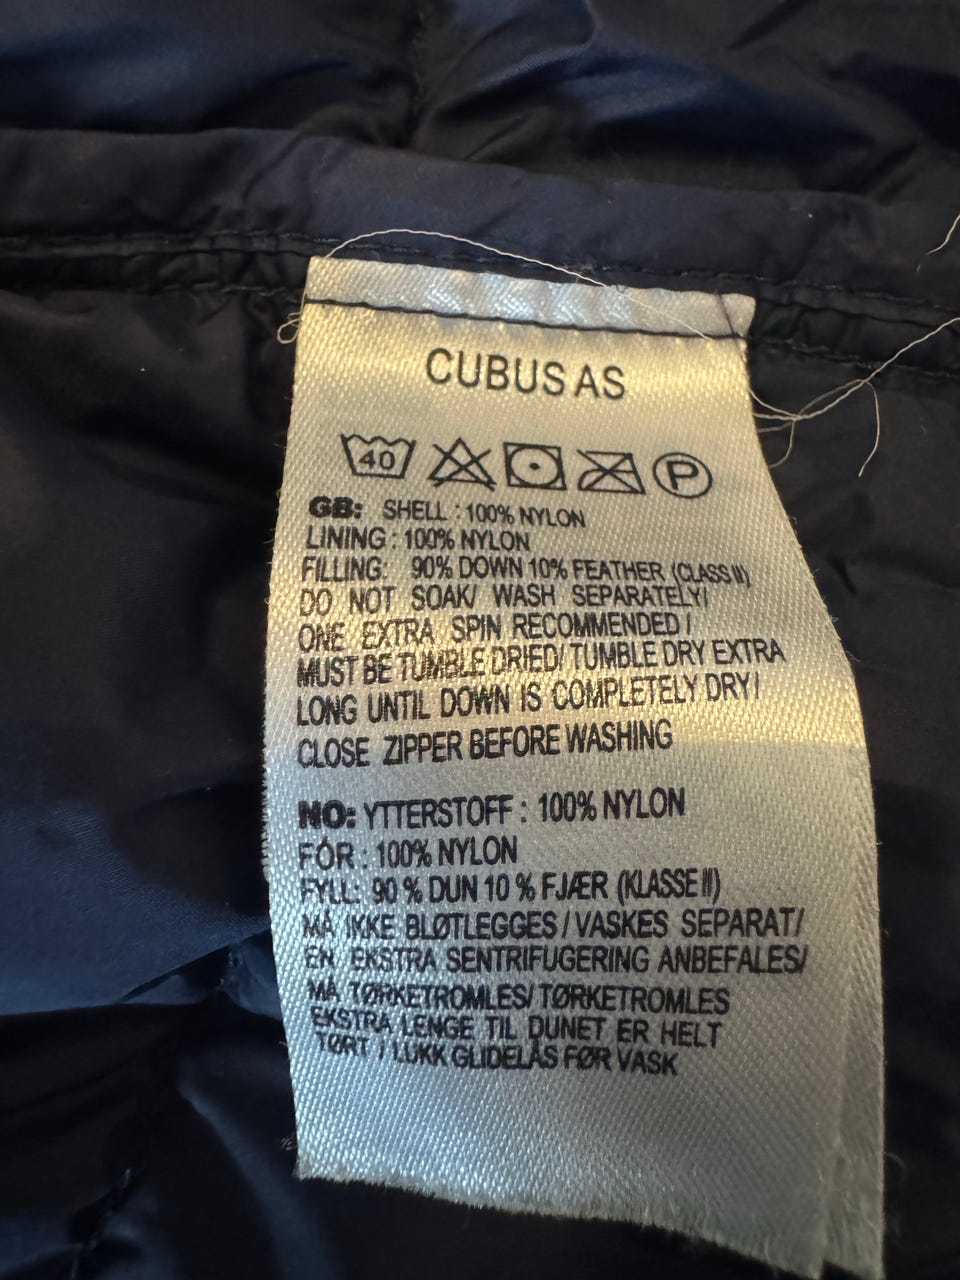 CUBUS AS
40 P
GB: SHELL : 100% NYLON
LINING : 100% NYLON
FILLING: 90% DOWN 10% FEATHER (CLASS II)
DO NOT SOAK/ WASH SEPARATELY/
ONE EXTRA SPIN RECOMMENDED /
MUST BE TUMBLE DRIED/ TUMBLE DRY EXTRA
LONG UNTIL DOWN IS COMPLETELY DRY/
CLOSE ZIPPER BEFORE WASHING
NO: YTTERSTOFF : 100% NYLON
FÓR : 100% NYLON
FYLL: 90 % DUN 10 % FJÆR (KLASSE II)
MÅ IKKE BLØTLEGGES / VASKES SEPARAT/
EN EKSTRA SENTRIFUGERING ANBEFALES/
MÅ TØRKETROMLES/ TØRKETROMLES
EKSTRA LENGE TIL DUNET ER HELT
TØRT / LUKK GLIDELÅS FØR VASK